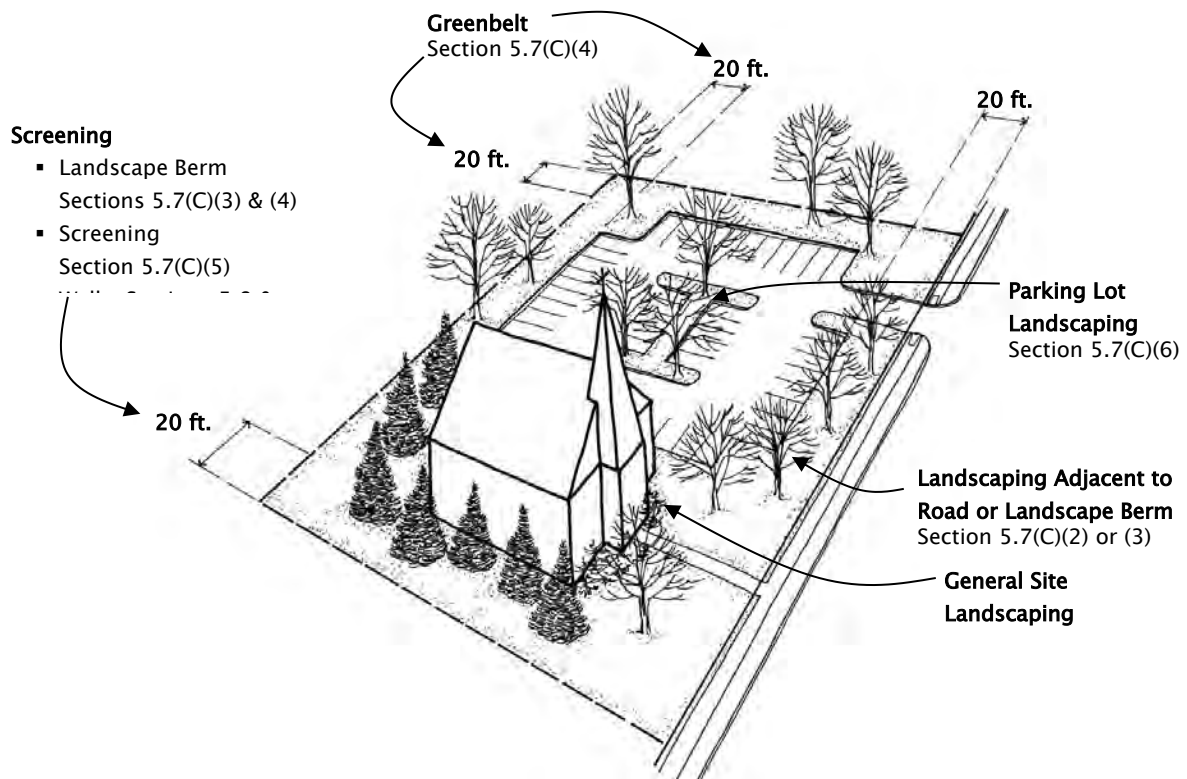 Greenbelt
Section 5.7(C)(4)
20 ft.
20 ft.
20 ft.
Screening
▪ Landscape Berm
Sections 5.7(C)(3) & (4)
▪ Screening
Section 5.7(C)(5)
20 ft.
Parking Lot
Landscaping
Section 5.7(C)(6)
Landscaping Adjacent to
Road or Landscape Berm
Section 5.7(C)(2) or (3)
General Site
Landscaping